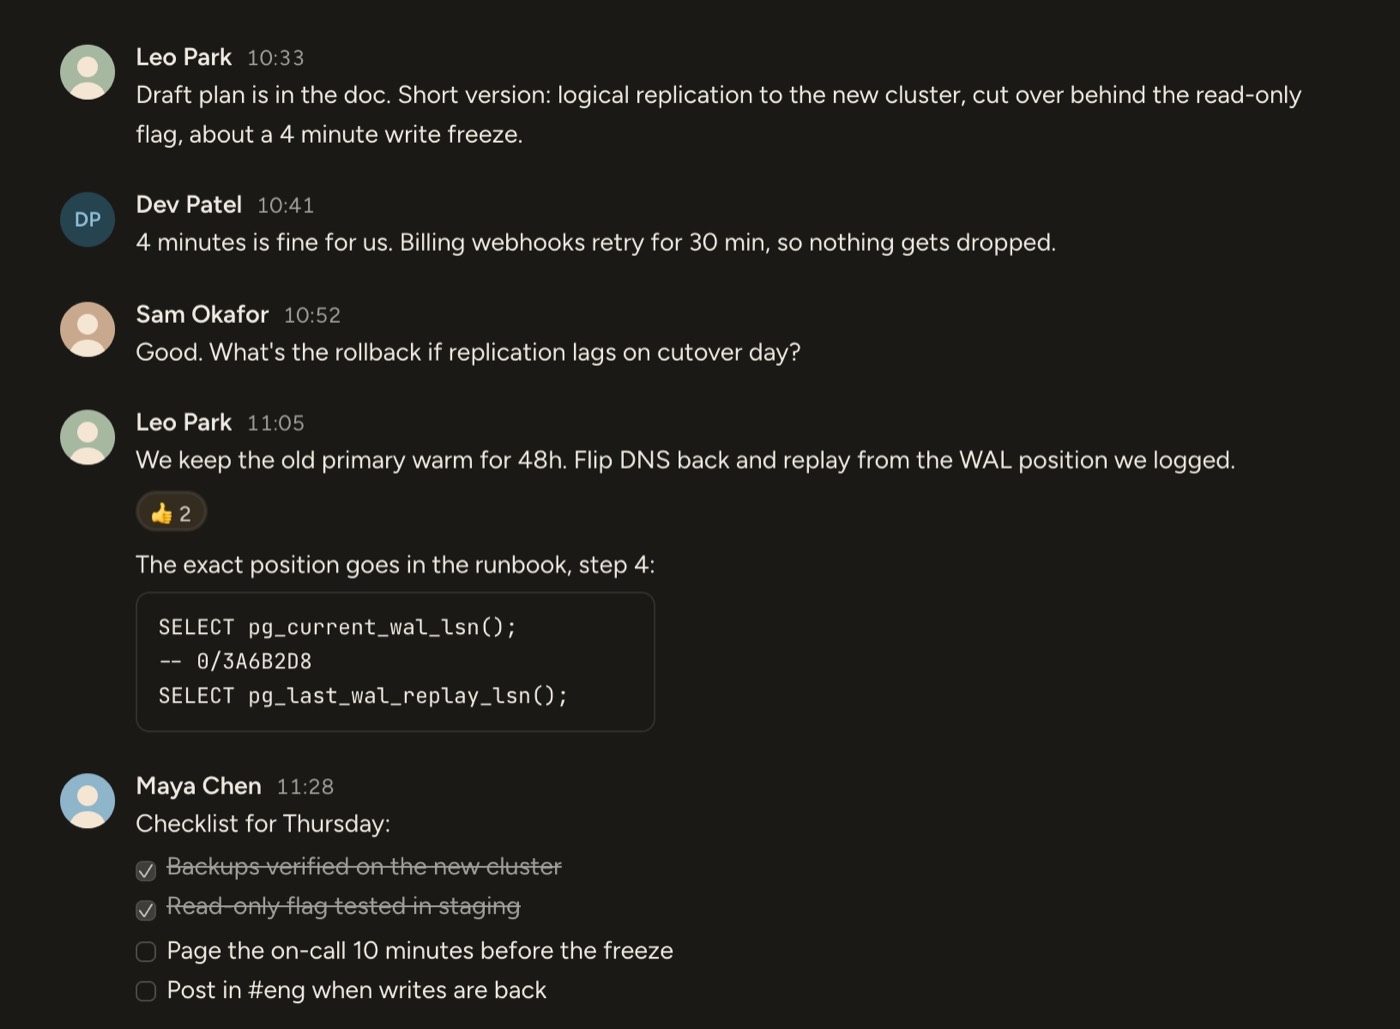 Leo Park 10:33
Draft plan is in the doc. Short version: logical replication to the new cluster, cut over behind the read-only
flag, about a 4 minute write freeze.
DP
Dev Patel 10:41
4 minutes is fine for us. Billing webhooks retry for 30 min, so nothing gets dropped.
Sam Okafor 10:52
Good. What's the rollback if replication lags on cutover day?
Leo Park 11:05
We keep the old primary warm for 48h. Flip DNS back and replay from the WAL position we logged.
👍 2
The exact position goes in the runbook, step 4:
SELECT pg_current_wal_lsn();
-- 0/3A6B2D8
SELECT pg_last_wal_replay_lsn();
Maya Chen 11:28
Checklist for Thursday:
Backups verified on the new cluster
Read-only flag tested in staging
Page the on-call 10 minutes before the freeze
Post in #eng when writes are back